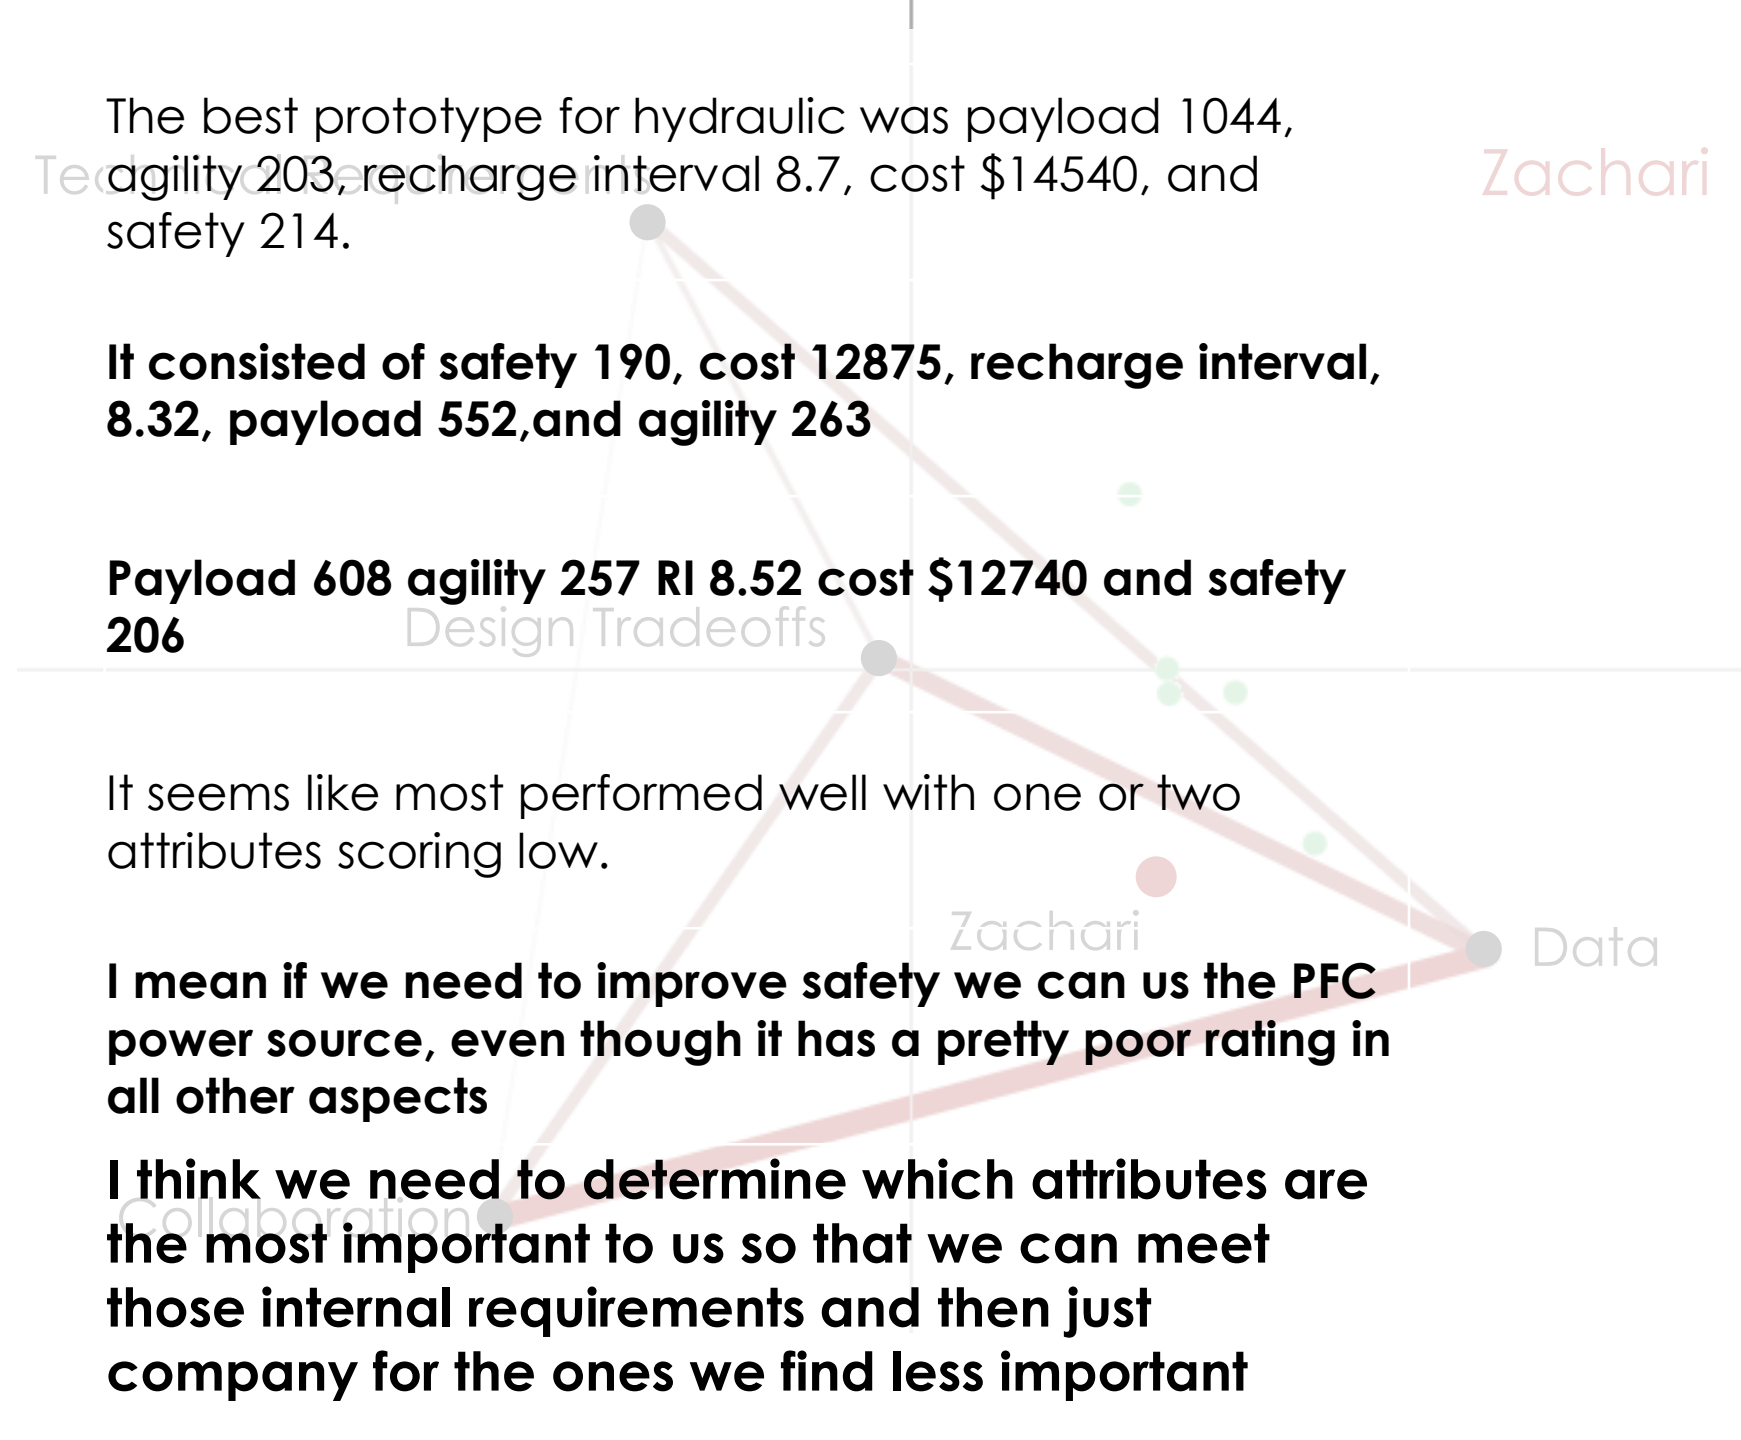 The best prototype for hydraulic was payload 1044,
Technical Requirements
agility 203, recharge interval 8.7, cost $14540, and
Zachari
safety 214.
It consisted of safety 190, cost 12875, recharge interval,
8.32, payload 552,and agility 263
Payload 608 agility 257 RI 8.52 cost $12740 and safety
206
Design Tradeoffs
It seems like most performed well with one or two
attributes scoring low.
Zachari
Data
I mean if we need to improve safety we can us the PFC
power source, even though it has a pretty poor rating in
all other aspects
I think we need to determine which attributes are
Collaboration
the most important to us so that we can meet
those internal requirements and then just
company for the ones we find less important